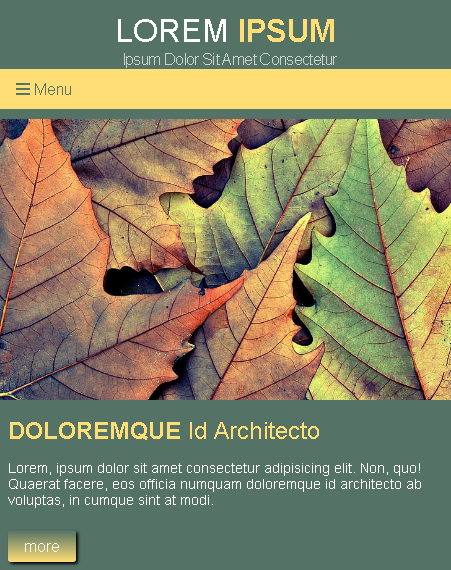 LOREM IPSUM
Ipsum Dolor Sit Amet Consectetur
Menu
DOLOREMQUE Id Architecto
Lorem, ipsum dolor sit amet consectetur adipisicing elit. Non, quo!
Quaerat facere, eos officia numquam doloremque id architecto ab
voluptas, in cumque sint at modi.
more